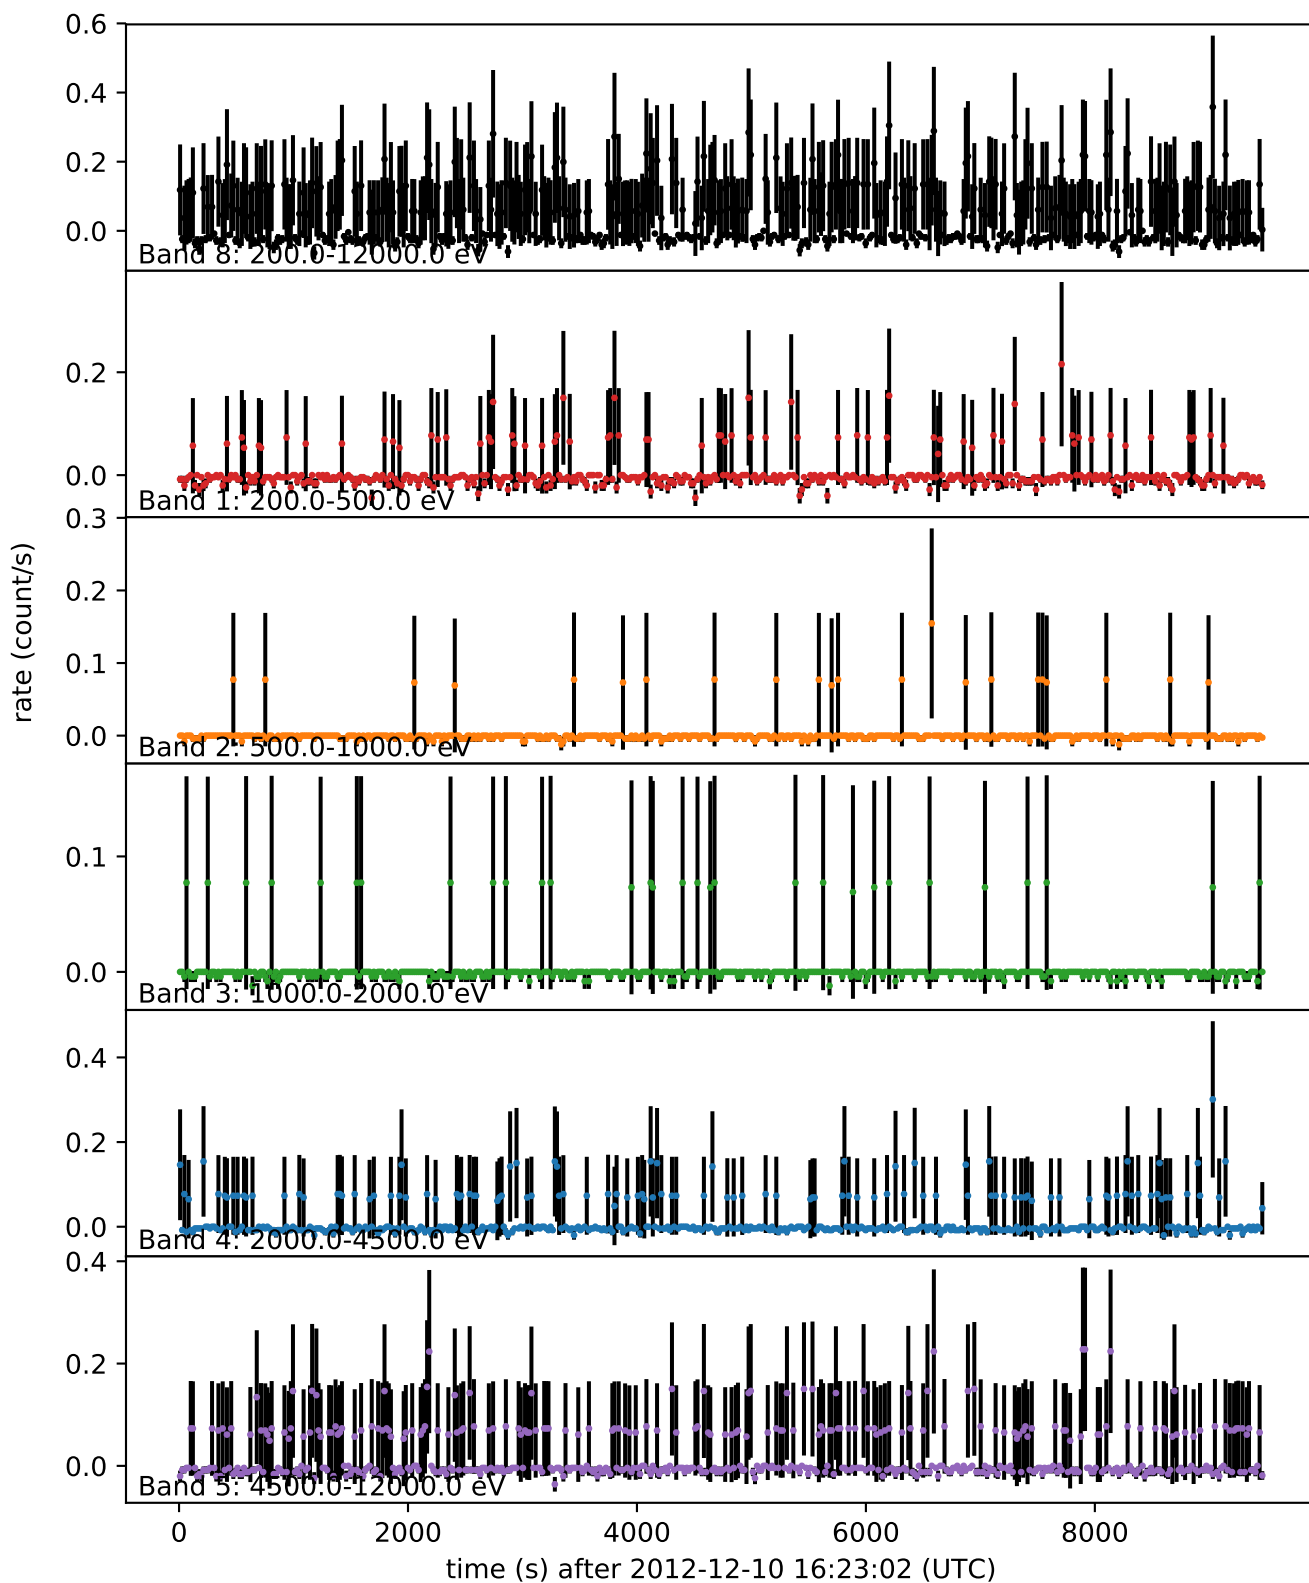 0.6
0.4
0.2
0.0
Band 8: 200.0-12000.0 eV
0.2
0.0
Band 1: 200.0-500.0 eV
rate (count/s)
0.3
0.2
0.1
0.0
Band 2: 500.0-1000.0 eV
0.1
0.0
Band 3: 1000.0-2000.0 eV
0.4
0.2
0.0
Band 4: 2000.0-4500.0 eV
0.4
0.2
0.0
Band 5: 4500.0-12000.0 eV
0 2000 4000 6000 8000
time (s) after 2012-12-10 16:23:02 (UTC)